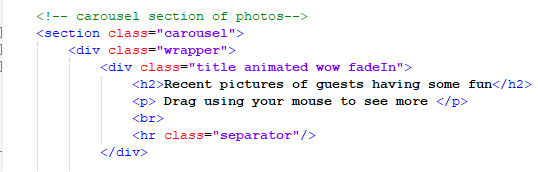 <!-- carousel section of photos-->
<section class="carousel">
<div class="wrapper">
<div class="title animated wow fadeIn">
<h2>Recent pictures of guests having some fun</h2>
<p> Drag using your mouse to see more </p>
<br>
<hr class="separator"/>
</div>